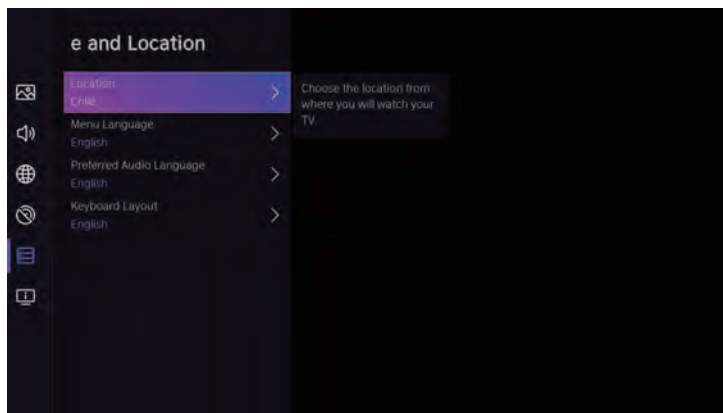 e and Location
Location
Chile
Choose the location from
where you will watch your
TV.
Menu Language
English
Preferred Audio Language
English
Keyboard Layout
English